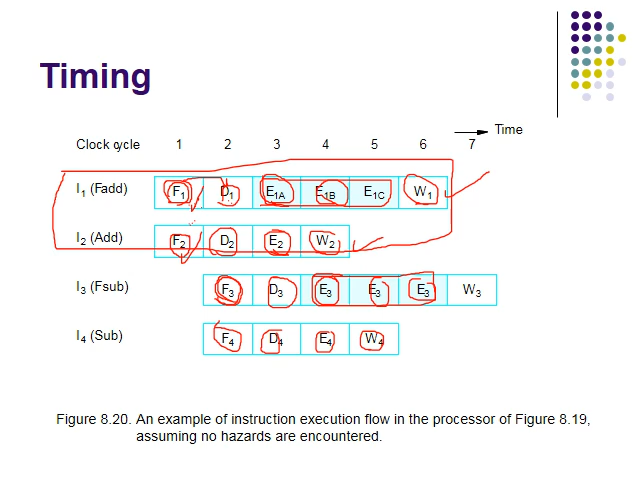 Timing
Time
Clock cycle 1 2 3 4 5 6 7
I1 (Fadd) F1 D1 E1A E1B E1C W1
I2 (Add) F2 D2 E2 W2
I3 (Fsub) F3 D3 E3 E3 E3 W3
I4 (Sub) F4 D4 E4 W4
Figure 8.20. An example of instruction execution flow in the processor of Figure 8.19,
assuming no hazards are encountered.